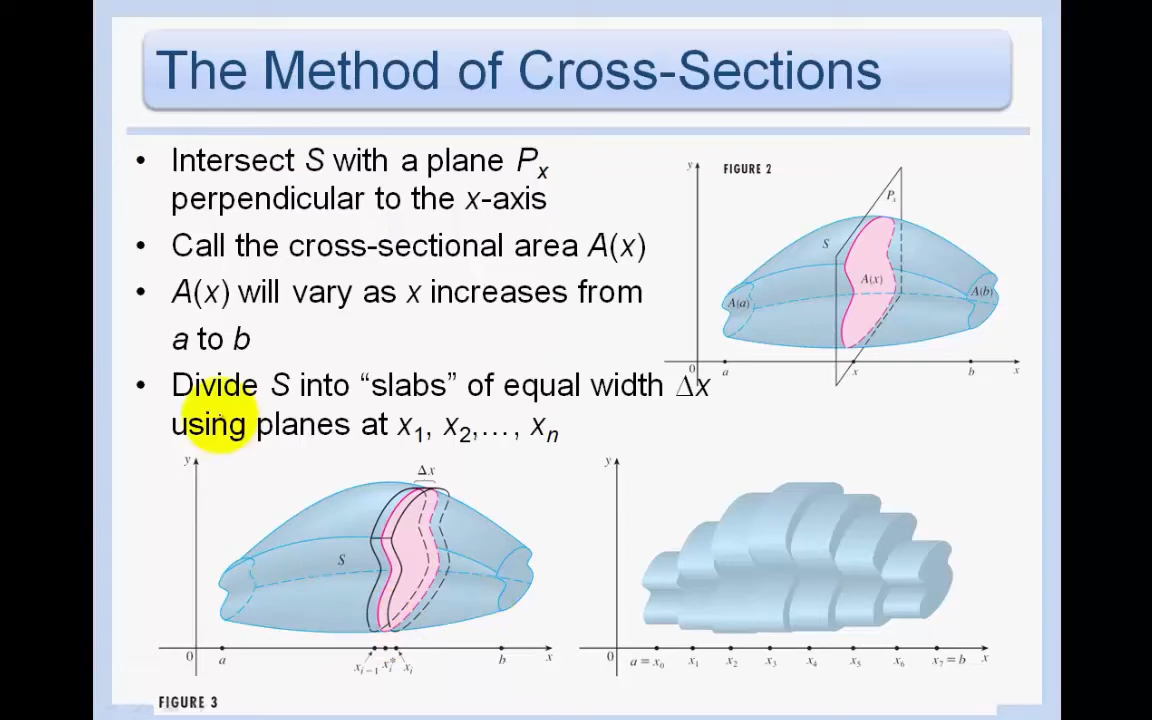 The Method of Cross-Sections
• Intersect S with a plane Pₓ
perpendicular to the x-axis
• Call the cross-sectional area A(x)
• A(x) will vary as x increases from
a to b
• Divide S into “slabs” of equal width Δx
using planes at x₁, x₂,…, xₙ
y
FIGURE 2
Pₓ
S
A(x)
A(a)
A(b)
0 a x b x
y
Δx
S
0 a xᵢ₋₁ xᵢ* xᵢ b x
FIGURE 3
y
0 a = x₀ x₁ x₂ x₃ x₄ x₅ x₆ x₇ = b x